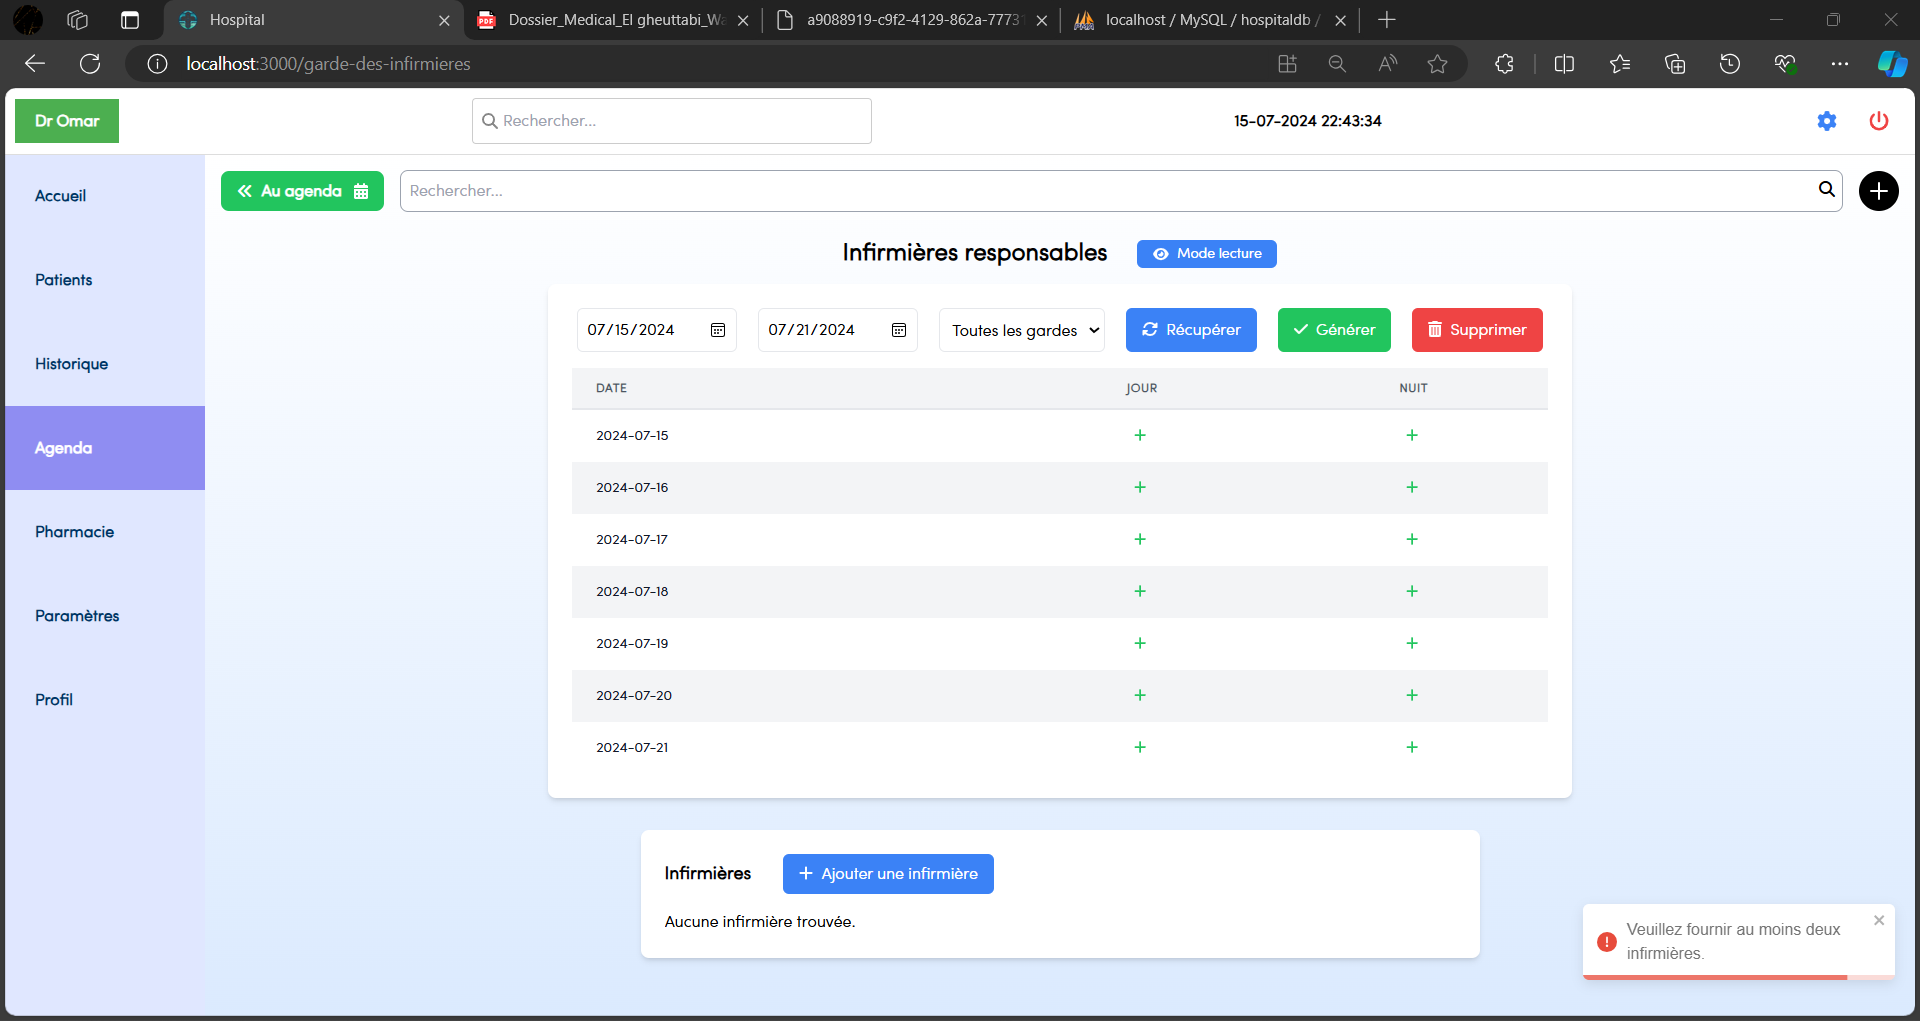 Hospital
Dossier_Medical_El gheuttabi_Wa
a9088919-c9f2-4129-862a-77731
localhost / MySQL / hospitaldb /
localhost:3000/garde-des-infirmieres
Dr Omar
Rechercher...
15-07-2024 22:43:34
Accueil
Patients
Historique
Agenda
Pharmacie
Paramètres
Profil
Au agenda
Rechercher...
Infirmières responsables
Mode lecture
07/15/2024
07/21/2024
Toutes les gardes
Récupérer
Générer
Supprimer
DATE JOUR NUIT
2024-07-15 + +
2024-07-16 + +
2024-07-17 + +
2024-07-18 + +
2024-07-19 + +
2024-07-20 + +
2024-07-21 + +
Infirmières
+ Ajouter une infirmière
Aucune infirmière trouvée.
Veuillez fournir au moins deux
infirmières.